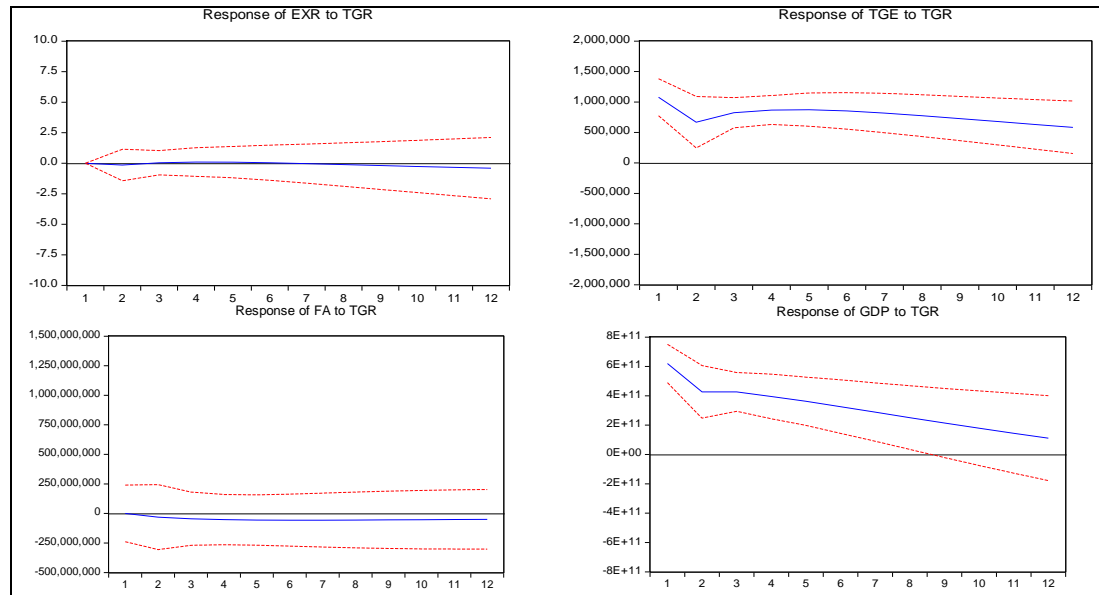 Response of EXR to TGR
10.0
7.5
5.0
2.5
0.0
-2.5
-5.0
-7.5
-10.0
1 2 3 4 5 6 7 8 9 10 11 12
Response of TGE to TGR
2,000,000
1,500,000
1,000,000
500,000
0
-500,000
-1,000,000
-1,500,000
-2,000,000
1 2 3 4 5 6 7 8 9 10 11 12
Response of FA to TGR
1,500,000,000
1,250,000,000
1,000,000,000
750,000,000
500,000,000
250,000,000
0
-250,000,000
-500,000,000
1 2 3 4 5 6 7 8 9 10 11 12
Response of GDP to TGR
8E+11
6E+11
4E+11
2E+11
0E+00
-2E+11
-4E+11
-6E+11
-8E+11
1 2 3 4 5 6 7 8 9 10 11 12